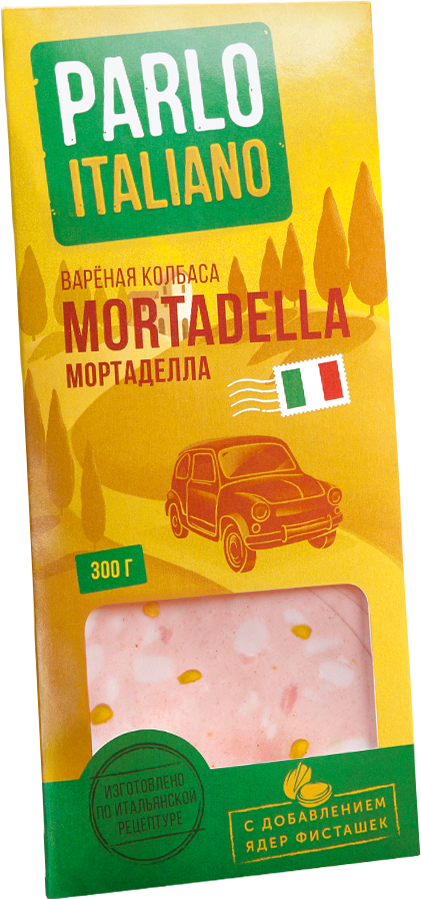 PARLO
ITALIANO
ВАРЁНАЯ КОЛБАСА
MORTADELLA
МОРТАДЕЛЛА
300 Г
ИЗГОТОВЛЕНО
ПО ИТАЛЬЯНСКОЙ
РЕЦЕПТУРЕ
С ДОБАВЛЕНИЕМ
ЯДЕР ФИСТАШЕК